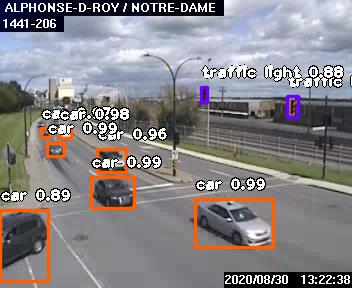 ALPHONSE-D-ROY / NOTRE-DAME
1441-206
traffic light 0.88
traffic
car 0.98
car 0.99
car 0.96
car 0.99
car 0.89
car 0.99
2020/08/30 13:22:38